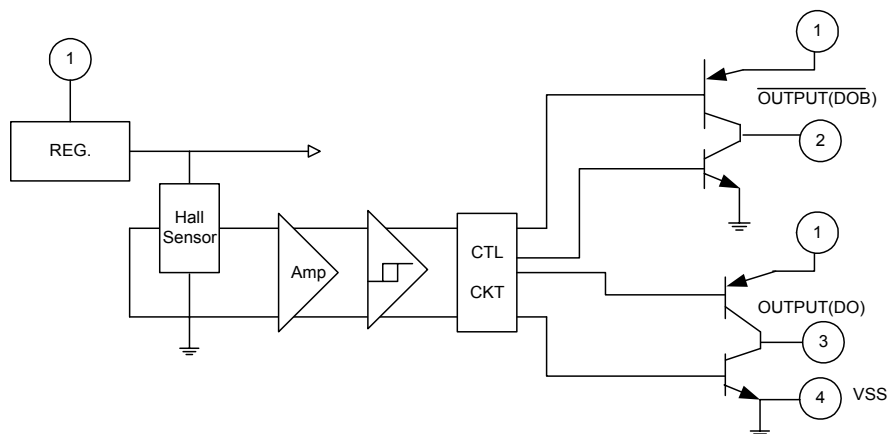 1
1
REG.
OUTPUT(DOB)
2
Hall
Sensor
Amp
CTL
CKT
1
OUTPUT(DO)
3
4
VSS